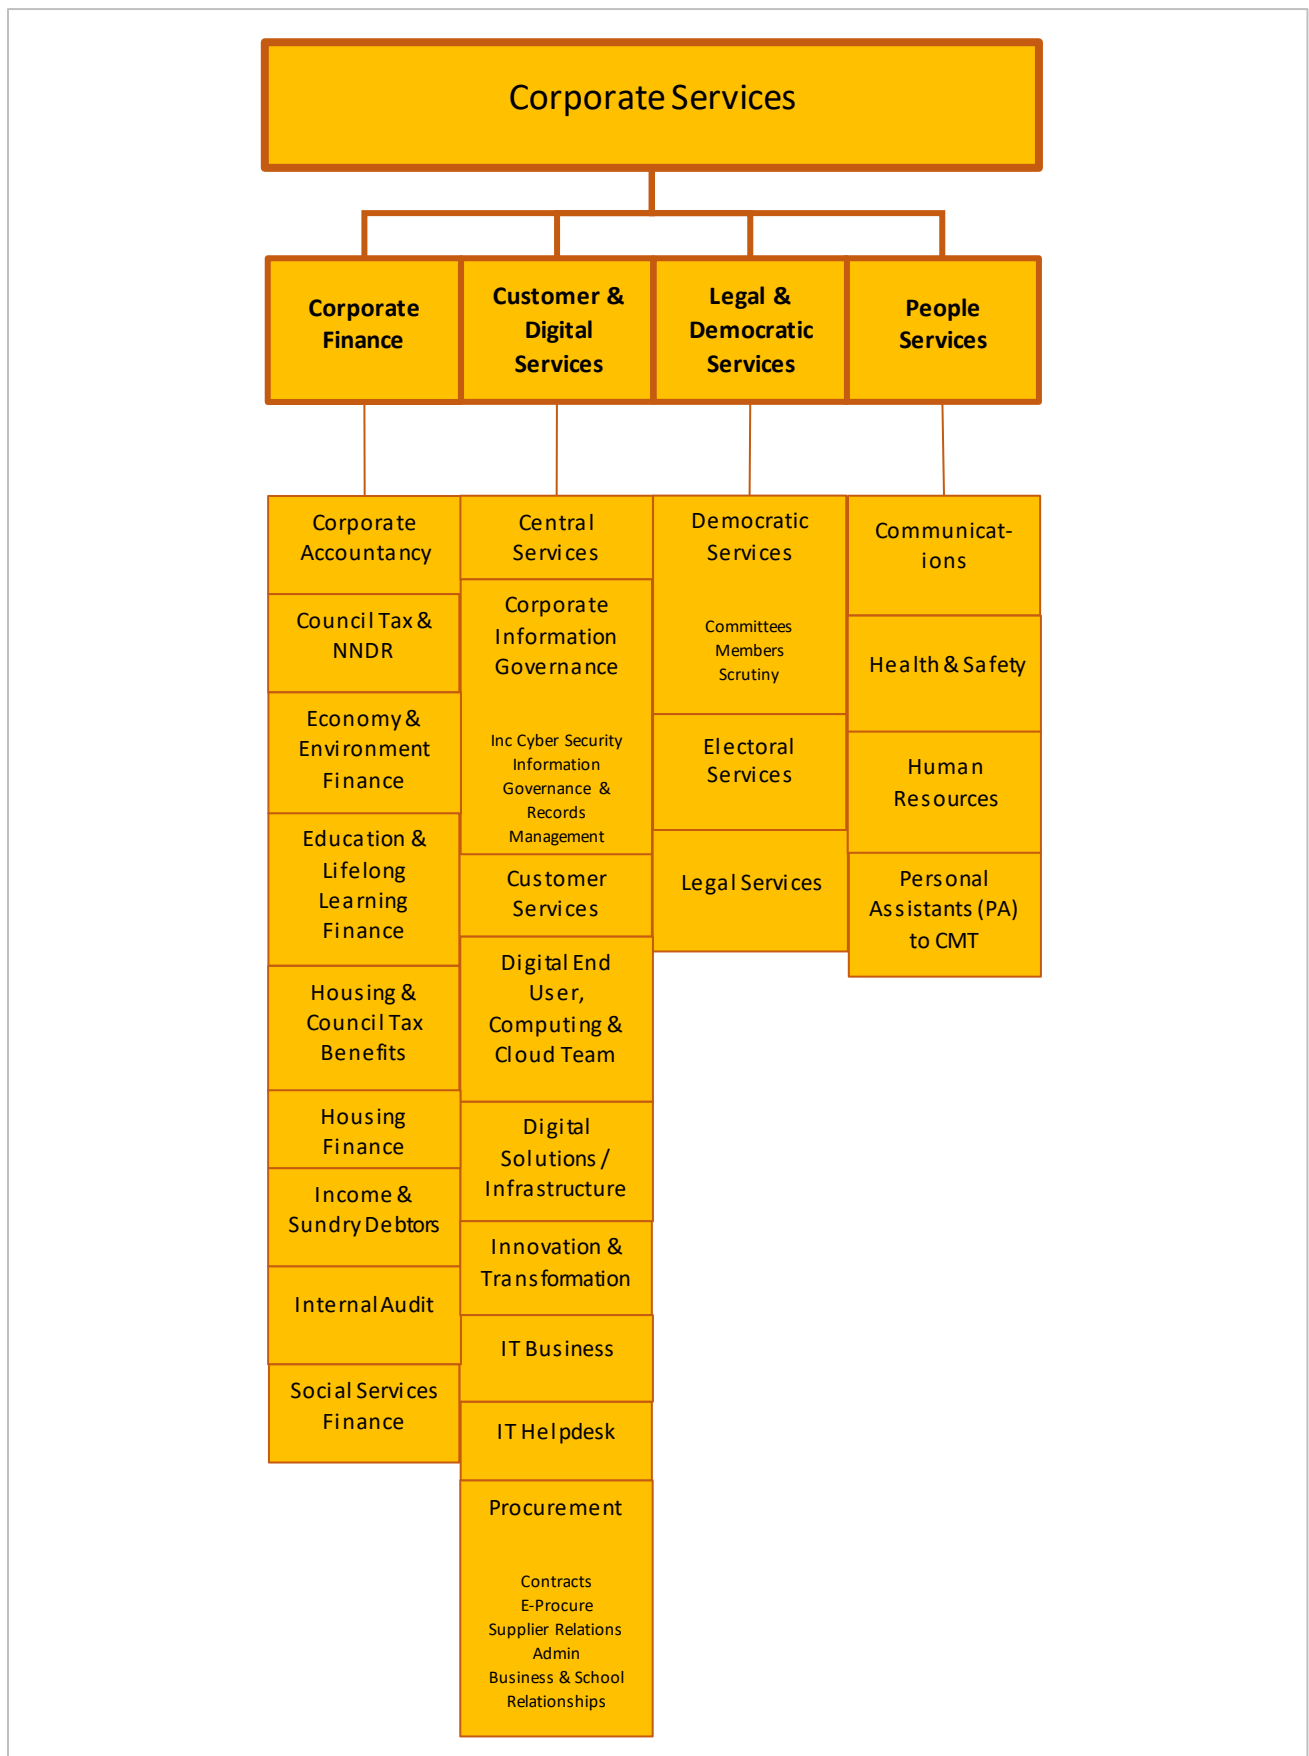 Corporate Services
Corporate
Finance
Customer &
Digital
Services
Legal &
Democratic
Services
People
Services
Corporate
Accountancy
Council Tax &
NNDR
Economy &
Environment
Finance
Education &
Lifelong
Learning
Finance
Housing &
Council Tax
Benefits
Housing
Finance
Income &
Sundry Debtors
Internal Audit
Social Services
Finance
Central
Services
Corporate
Information
Governance
Inc Cyber Security
Information
Governance &
Records
Management
Customer
Services
Digital End
User,
Computing &
Cloud Team
Digital
Solutions /
Infrastructure
Innovation &
Transformation
IT Business
IT Helpdesk
Procurement
Contracts
E-Procure
Supplier Relations
Admin
Business & School
Relationships
Democratic
Services
Committees
Members
Scrutiny
Electoral
Services
Legal Services
Communicat-
ions
Health & Safety
Human
Resources
Personal
Assistants (PA)
to CMT